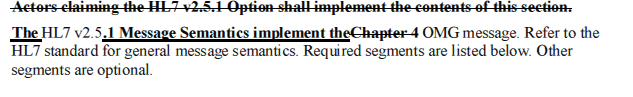 Actors claiming the HL7 v2.5.1 Option shall implement the contents of this section.
The HL7 v2.5.1 Message Semantics implement theChapter 4 OMG message. Refer to the
HL7 standard for general message semantics. Required segments are listed below. Other
segments are optional.